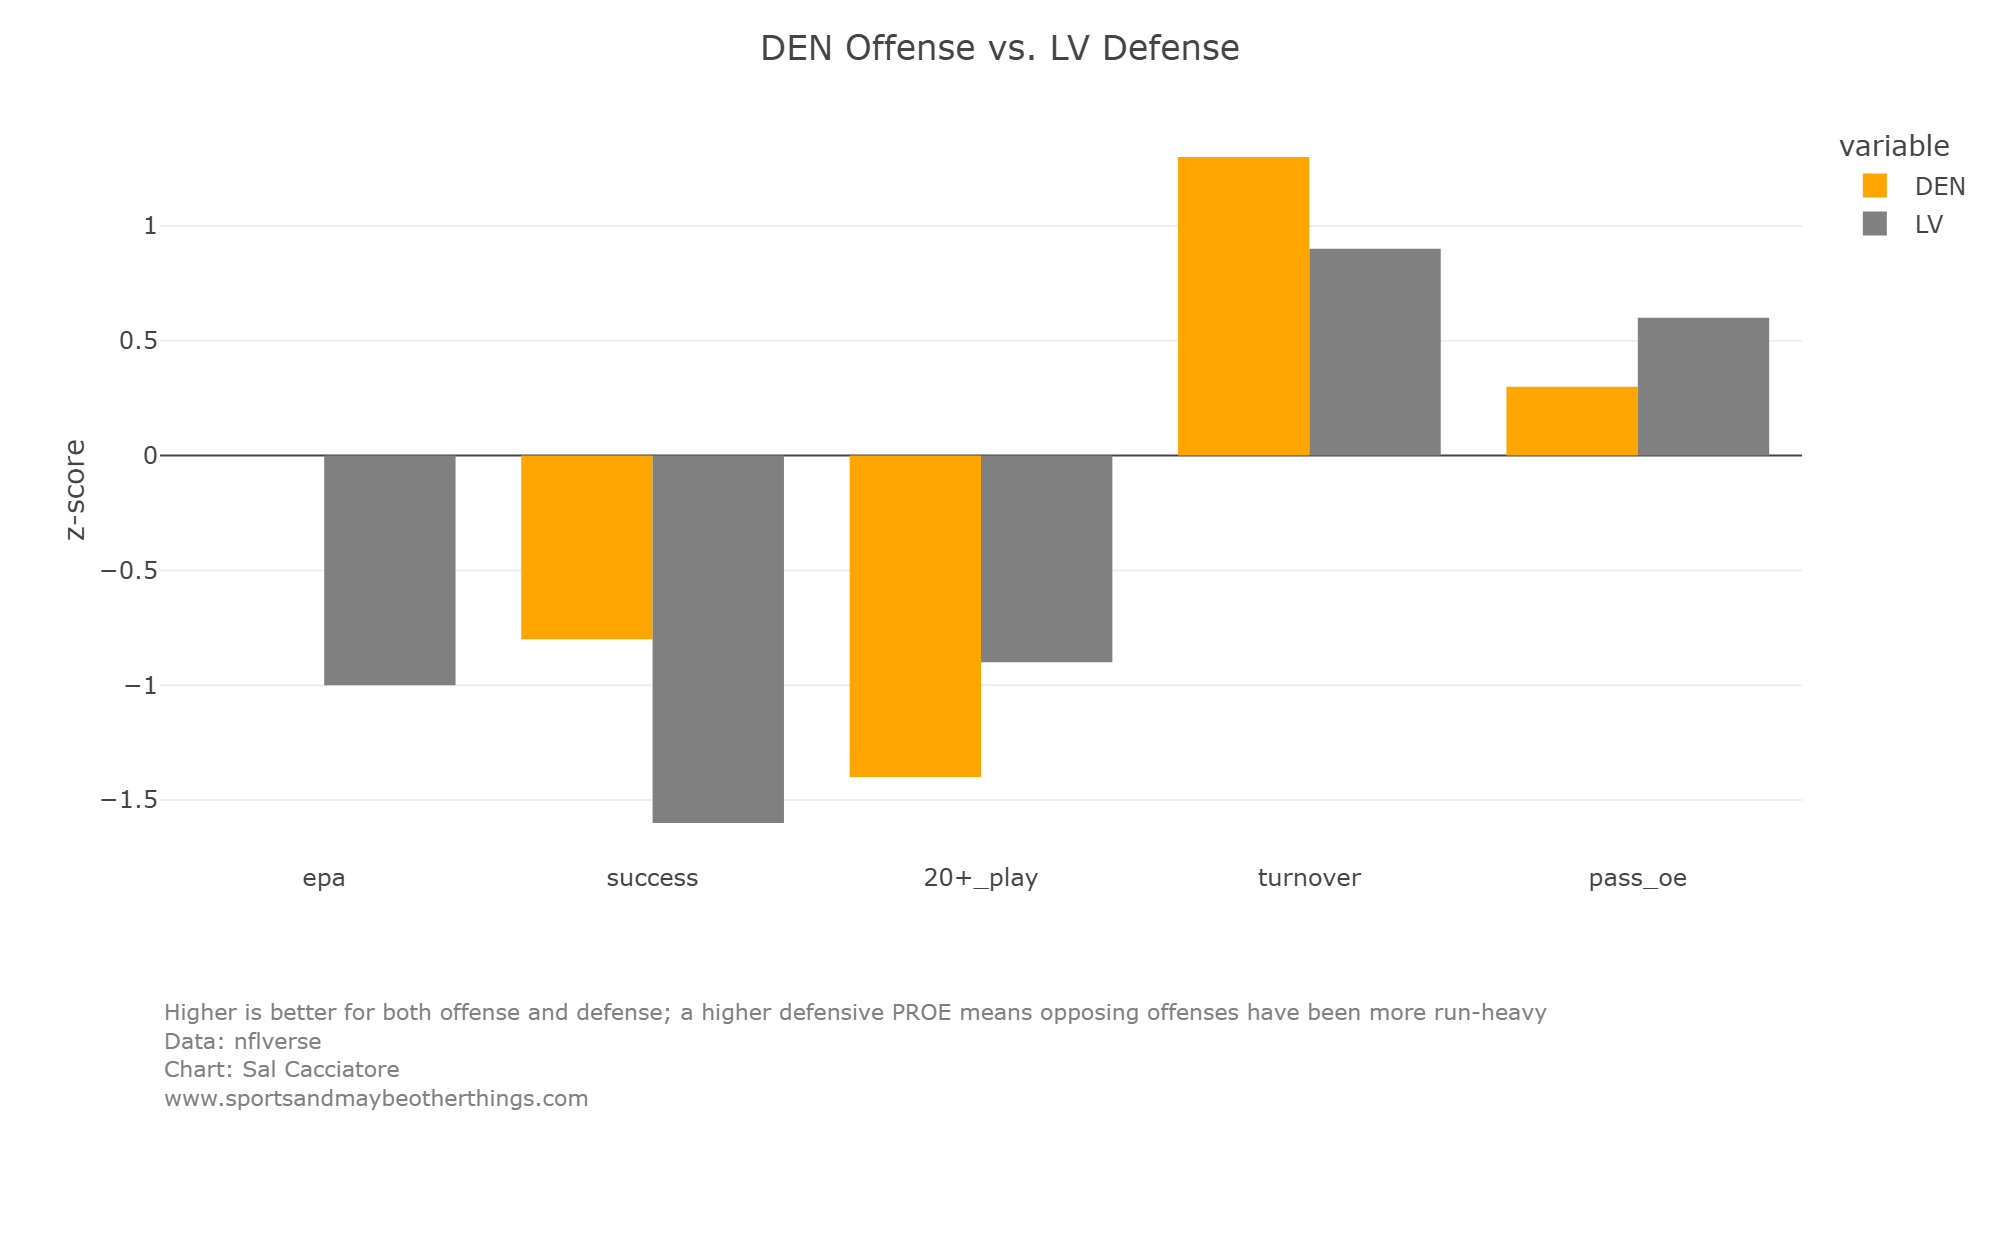 DEN Offense vs. LV Defense
variable
DEN
LV
1
0.5
0
−0.5
−1
−1.5
z-score
epa
success
20+_play
turnover
pass_oe
Higher is better for both offense and defense; a higher defensive PROE means opposing offenses have been more run-heavy
Data: nflverse
Chart: Sal Cacciatore
www.sportsandmaybeotherthings.com